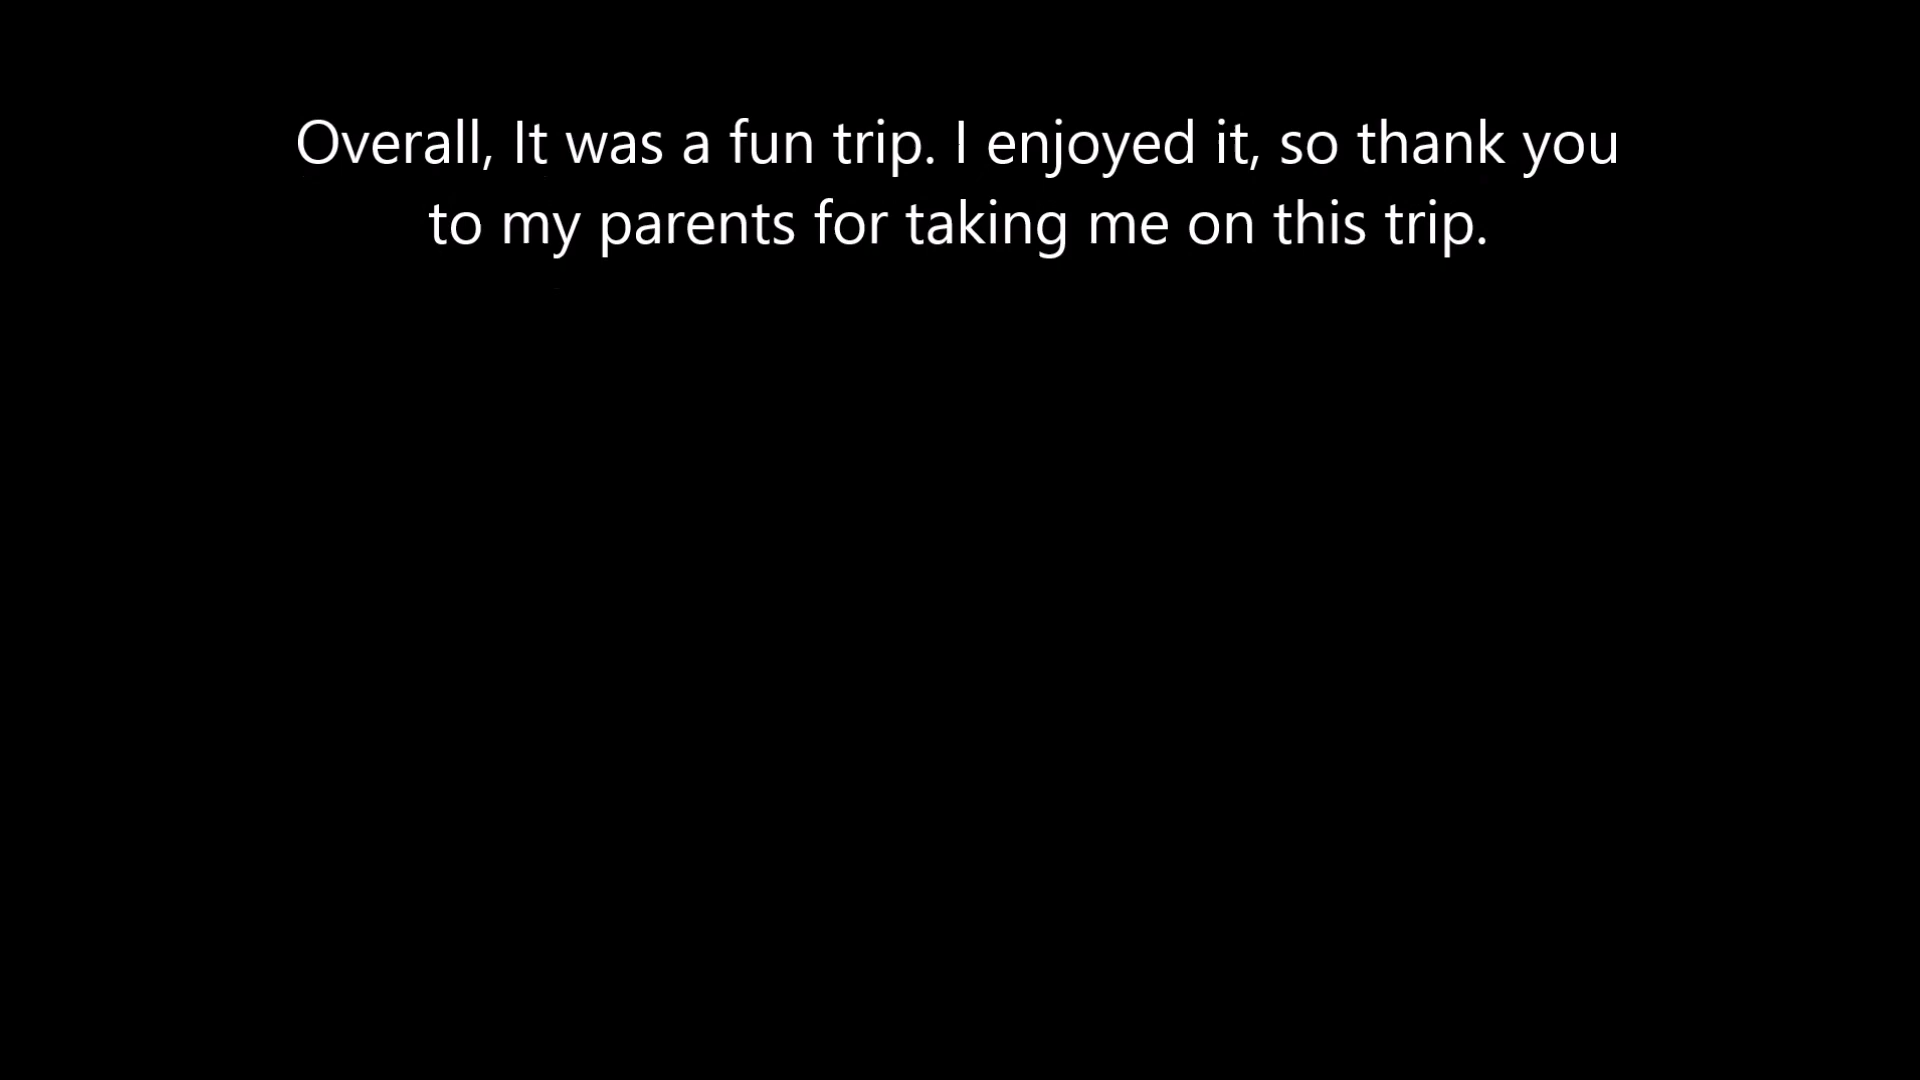 Overall, It was a fun trip. I enjoyed it, so thank you
to my parents for taking me on this trip.